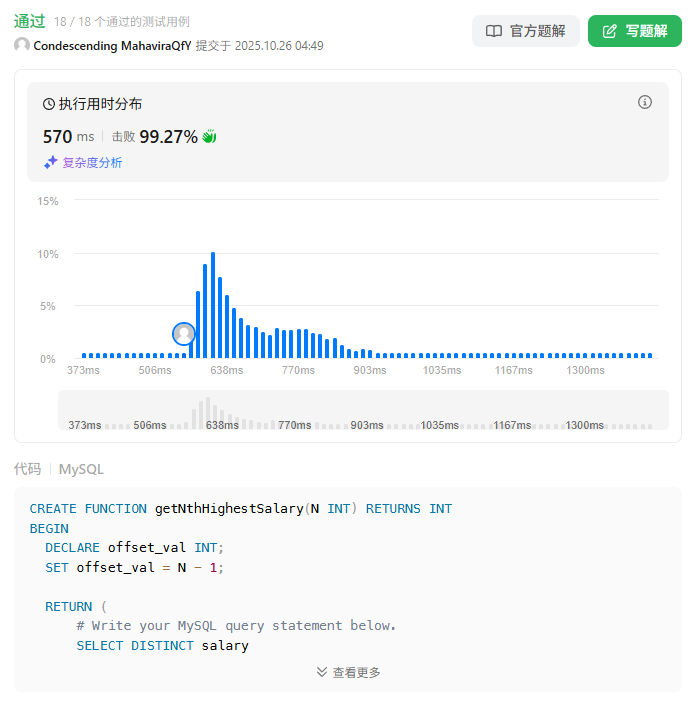 通过 18 / 18 个通过的测试用例
Condescending MahaviraQfY 提交于 2025.10.26 04:49
官方题解
写题解
执行用时分布
570 ms 击败 99.27%
复杂度分析
15%
10%
5%
0%
373ms 506ms 638ms 770ms 903ms 1035ms 1167ms 1300ms
373ms 506ms 638ms 770ms 903ms 1035ms 1167ms 1300ms
代码 MySQL
CREATE FUNCTION getNthHighestSalary(N INT) RETURNS INT
BEGIN
  DECLARE offset_val INT;
  SET offset_val = N - 1;
  RETURN (
      # Write your MySQL query statement below.
      SELECT DISTINCT salary
查看更多